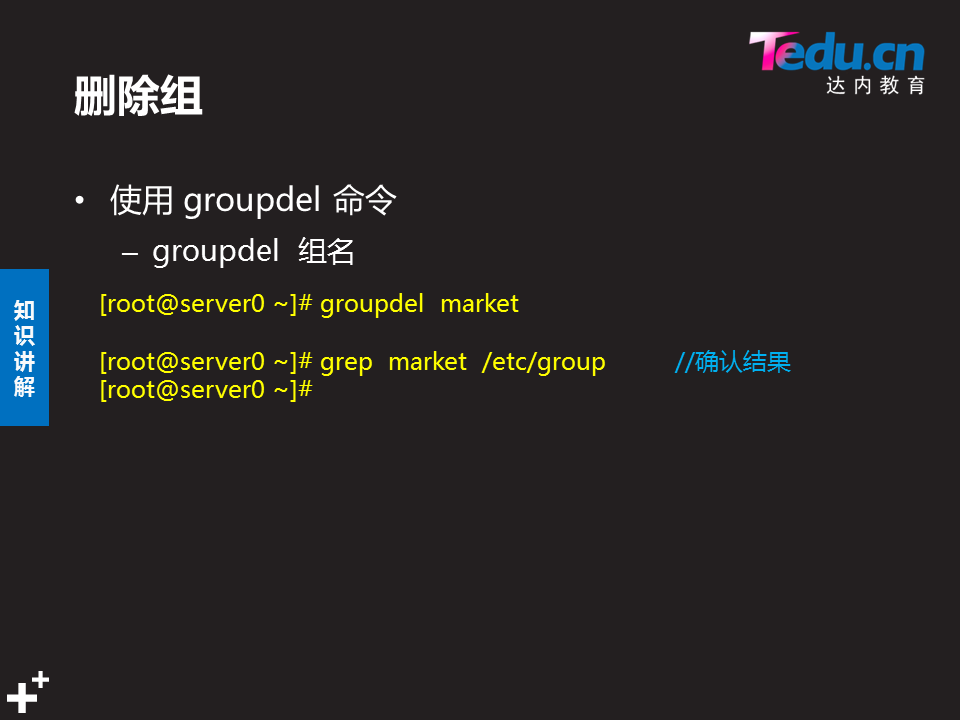 Tedu.cn
达内教育
删除组
• 使用 groupdel 命令
– groupdel 组名
[root@server0 ~]# groupdel market
[root@server0 ~]# grep market /etc/group //确认结果
[root@server0 ~]#
知识讲解